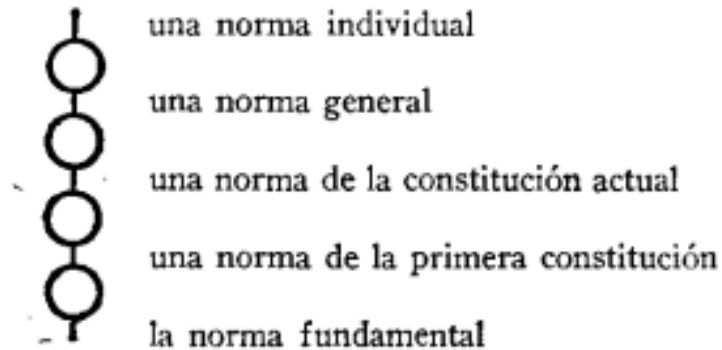 una norma individual
una norma general
una norma de la constitución actual
una norma de la primera constitución
la norma fundamental